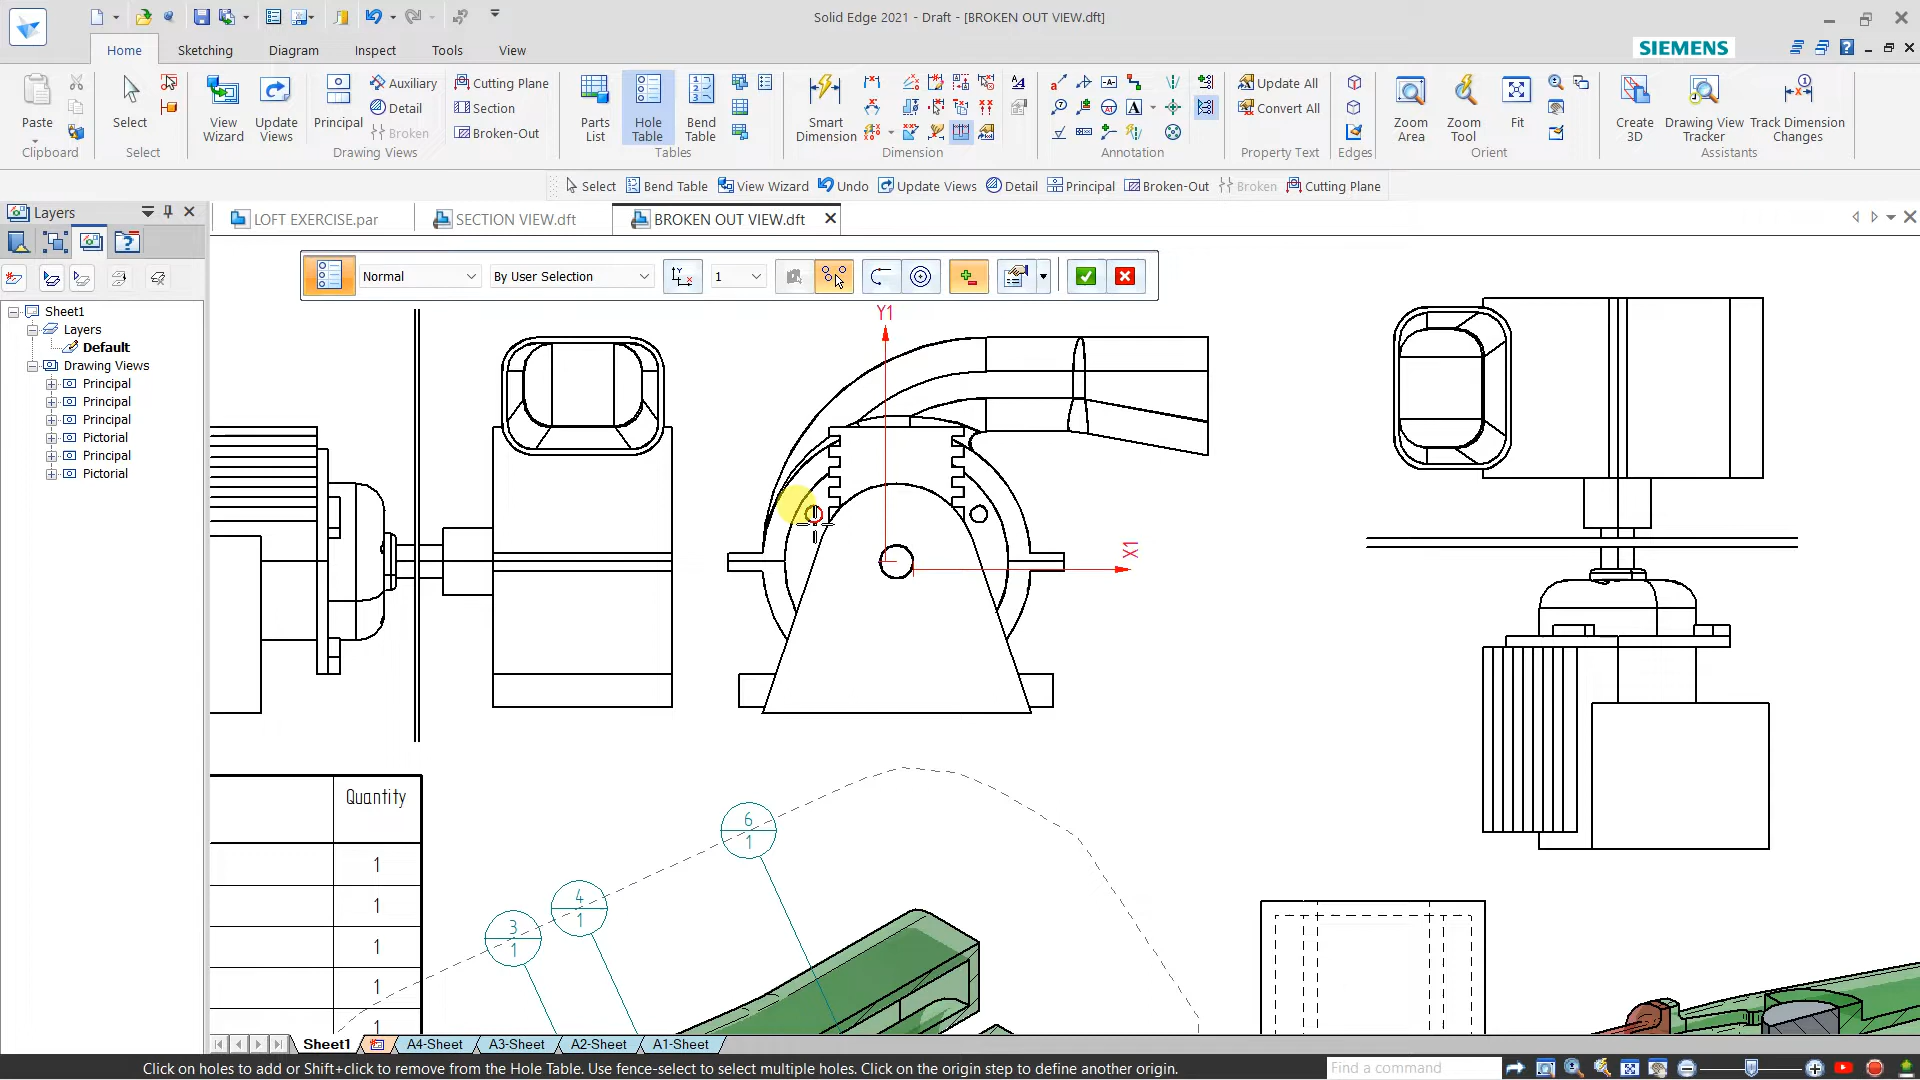 Solid Edge 2021 - Draft - [BROKEN OUT VIEW.dft]
Home
Sketching
Diagram
Inspect
Tools
View
SIEMENS
Paste
Clipboard
Select
Select
View Wizard
Update Views
Principal
Auxiliary
Detail
Broken
Cutting Plane
Section
Broken-Out
Drawing Views
Parts List
Hole Table
Bend Table
Tables
Smart Dimension
Dimension
Annotation
Update All
Convert All
Property Text
Edges
Zoom Area
Zoom Tool
Fit
Orient
Create 3D
Drawing View Tracker
Track Dimension Changes
Assistants
Select
Bend Table
View Wizard
Undo
Update Views
Detail
Principal
Broken-Out
Broken
Cutting Plane
Layers
LOFT EXERCISE.par
SECTION VIEW.dft
BROKEN OUT VIEW.dft
Normal
By User Selection
1
Sheet1
Layers
Default
Drawing Views
Principal
Principal
Principal
Pictorial
Principal
Pictorial
Y1
X1
Quantity
1
1
1
1
1
6
1
4
1
3
1
Sheet1
A4-Sheet
A3-Sheet
A2-Sheet
A1-Sheet
Click on holes to add or Shift+click to remove from the Hole Table. Use fence-select to select multiple holes. Click on the origin step to define another origin.
Find a command